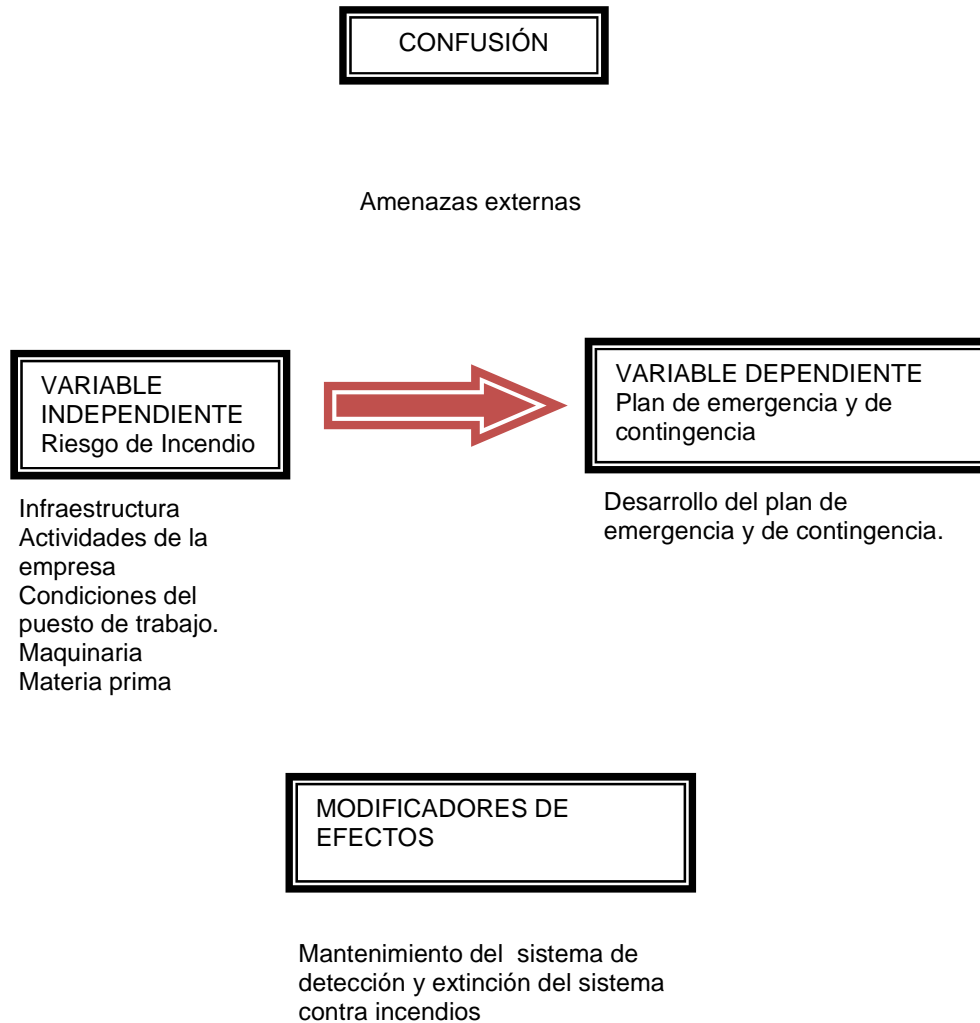 CONFUSIÓN
Amenazas externas
VARIABLE
INDEPENDIENTE
Riesgo de Incendio
Infraestructura
Actividades de la
empresa
Condiciones del
puesto de trabajo.
Maquinaria
Materia prima
VARIABLE DEPENDIENTE
Plan de emergencia y de
contingencia
Desarrollo del plan de
emergencia y de contingencia.
MODIFICADORES DE
EFECTOS
Mantenimiento del  sistema de
detección y extinción del sistema
contra incendios